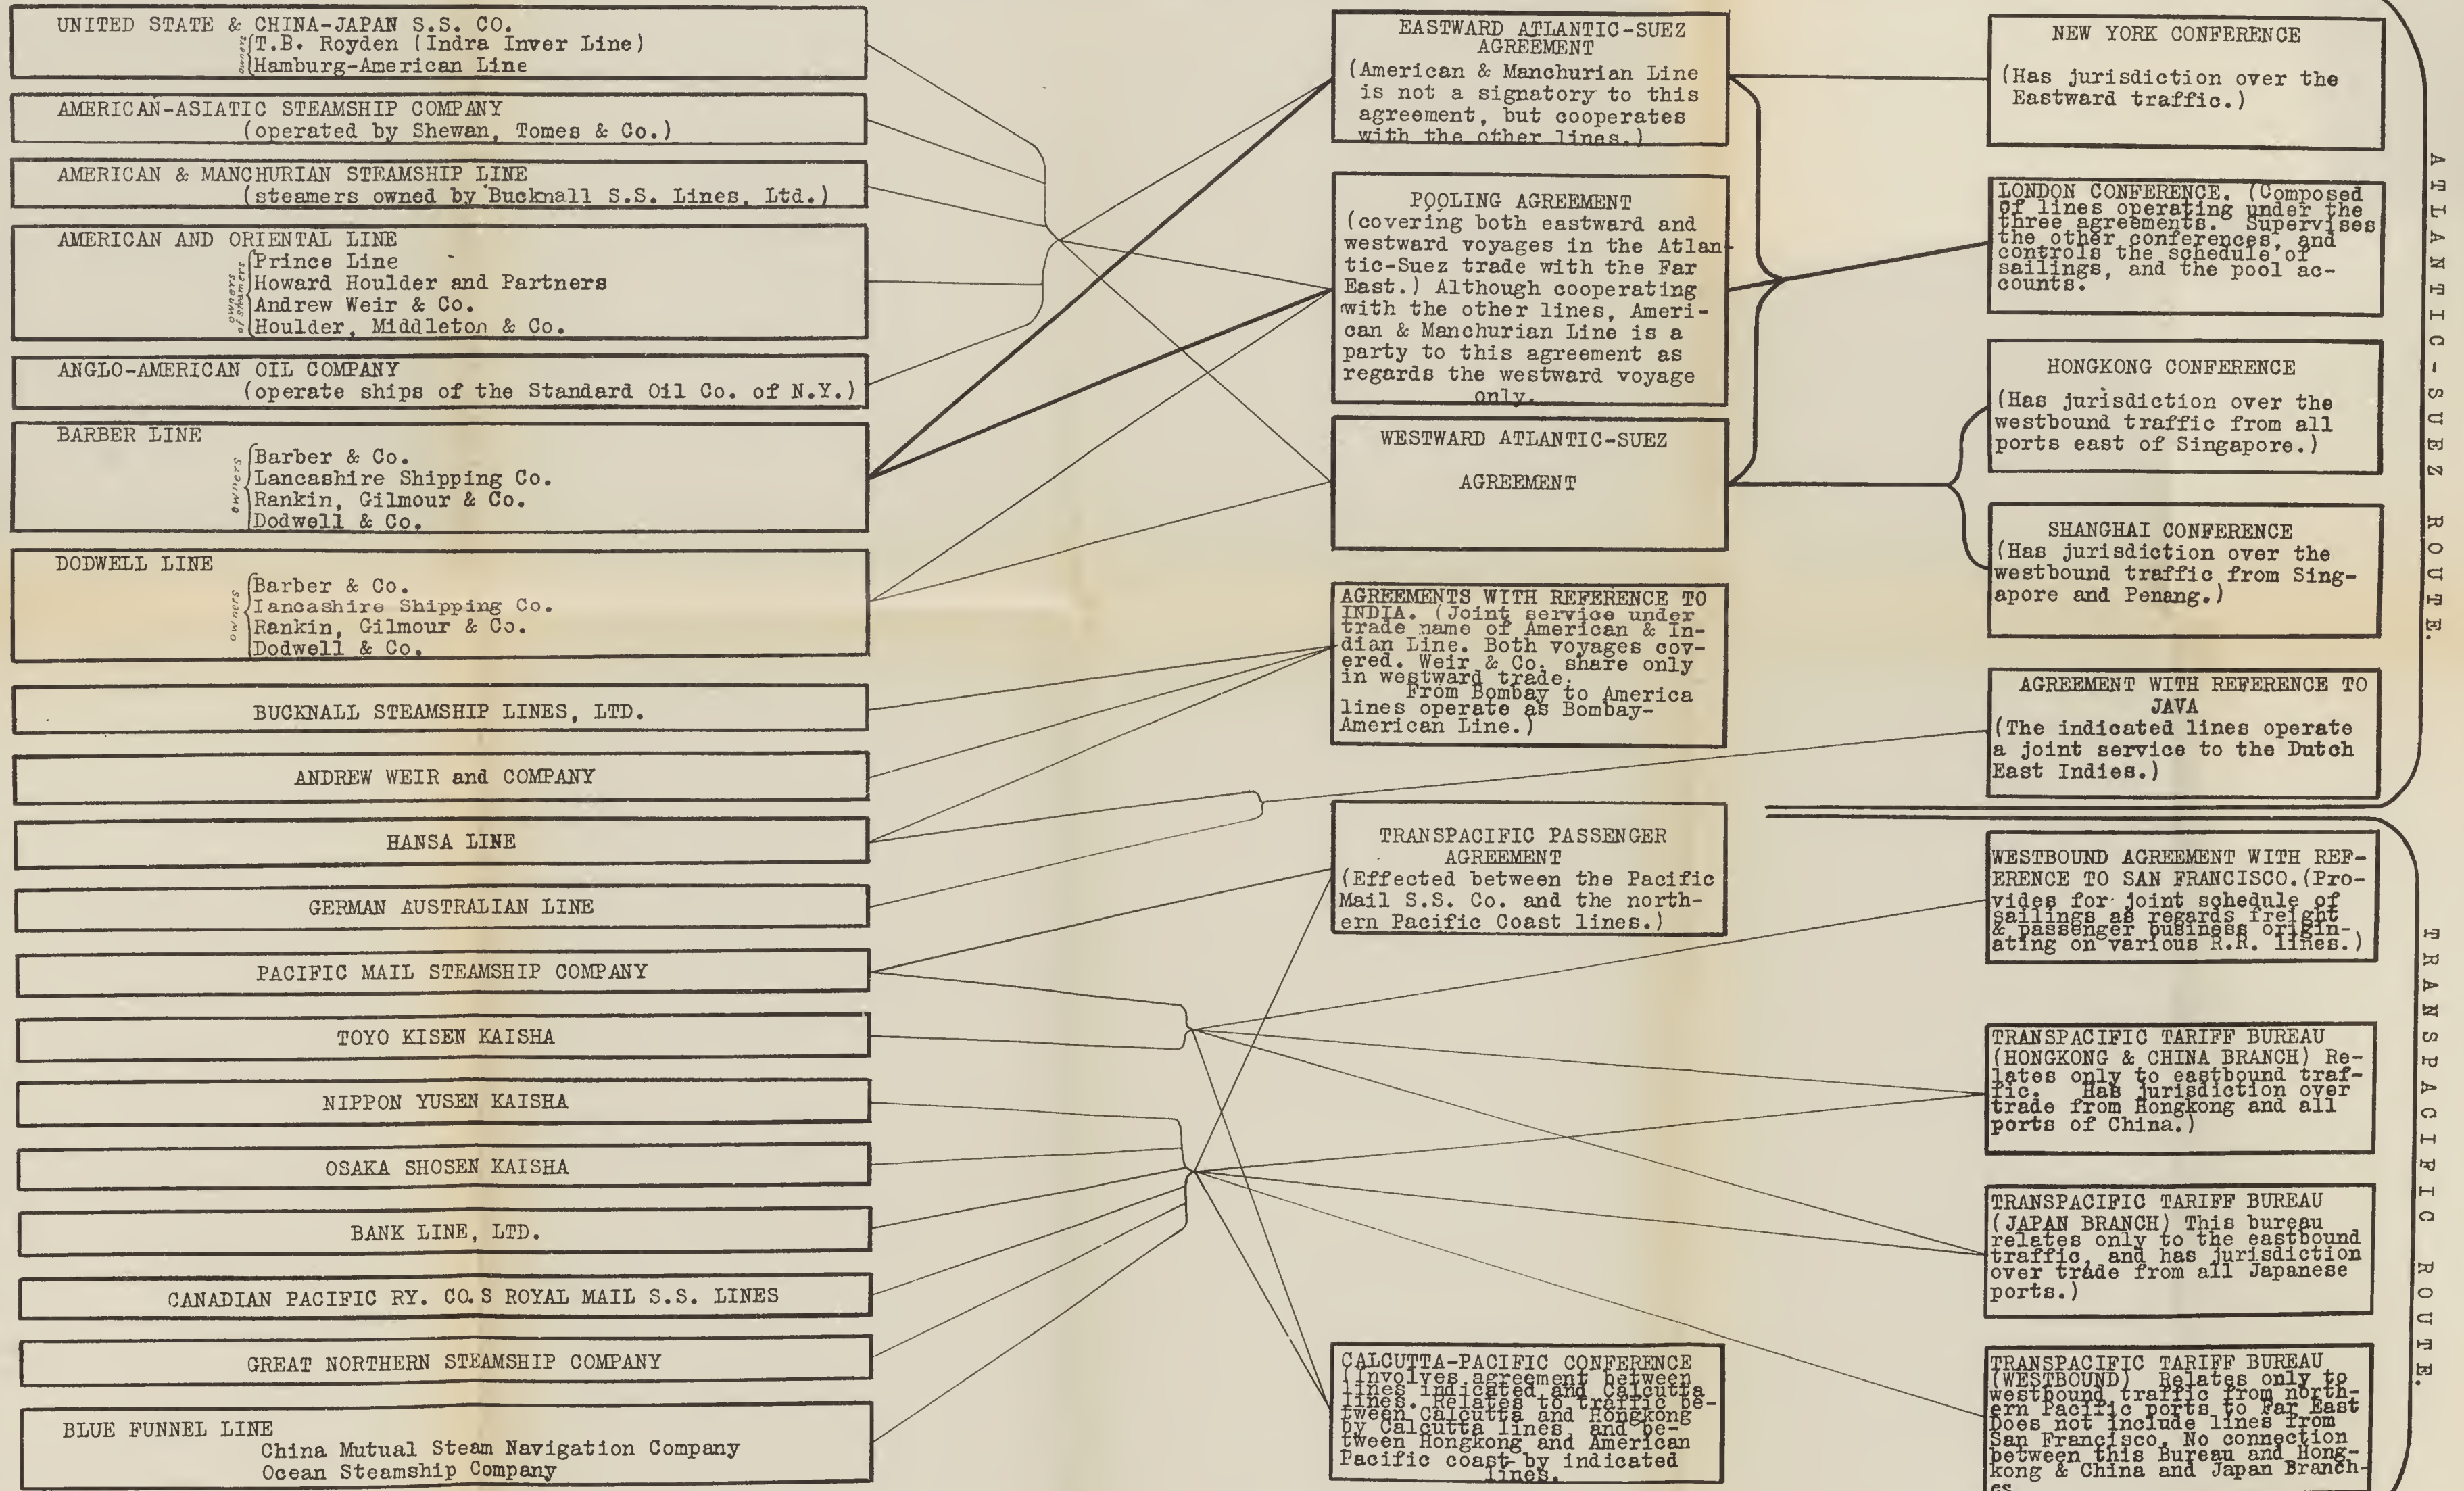 UNITED STATE & CHINA-JAPAN S.S. CO.
owners
T.B. Royden (Indra Inver Line)
Hamburg-American Line
AMERICAN-ASIATIC STEAMSHIP COMPANY
(operated by Shewan, Tomes & Co.)
AMERICAN & MANCHURIAN STEAMSHIP LINE
(steamers owned by Bucknall S.S. Lines, Ltd.)
AMERICAN AND ORIENTAL LINE
owners
of steamers
Prince Line
Howard Houlder and Partners
Andrew Weir & Co.
Houlder, Middleton & Co.
ANGLO-AMERICAN OIL COMPANY
(operate ships of the Standard Oil Co. of N.Y.)
BARBER LINE
owners
Barber & Co.
Lancashire Shipping Co.
Rankin, Gilmour & Co.
Dodwell & Co.
DODWELL LINE
owners
Barber & Co.
Lancashire Shipping Co.
Rankin, Gilmour & Co.
Dodwell & Co.
BUCKNALL STEAMSHIP LINES, LTD.
ANDREW WEIR and COMPANY
HANSA LINE
GERMAN AUSTRALIAN LINE
PACIFIC MAIL STEAMSHIP COMPANY
TOYO KISEN KAISHA
NIPPON YUSEN KAISHA
OSAKA SHOSEN KAISHA
BANK LINE, LTD.
CANADIAN PACIFIC RY. CO.S ROYAL MAIL S.S. LINES
GREAT NORTHERN STEAMSHIP COMPANY
BLUE FUNNEL LINE
China Mutual Steam Navigation Company
Ocean Steamship Company
EASTWARD ATLANTIC-SUEZ
AGREEMENT
(American & Manchurian Line
is not a signatory to this
agreement, but cooperates
with the other lines.)
POOLING AGREEMENT
(covering both eastward and
westward voyages in the Atlan-
tic-Suez trade with the Far
East.) Although cooperating
with the other lines, Ameri-
can & Manchurian Line is a
party to this agreement as
regards the westward voyage
only.
WESTWARD ATLANTIC-SUEZ
AGREEMENT
AGREEMENTS WITH REFERENCE TO
INDIA. (Joint service under
trade name of American & In-
dian Line. Both voyages cov-
ered. Weir & Co. share only
in westward trade.
From Bombay to America
lines operate as Bombay-
American Line.)
TRANSPACIFIC PASSENGER
AGREEMENT
(Effected between the Pacific
Mail S.S. Co. and the north-
ern Pacific Coast lines.)
CALCUTTA-PACIFIC CONFERENCE
(Involves agreement between
lines indicated and Calcutta
lines. Relates to traffic be-
tween Calcutta and Hongkong
by Calcutta lines, and be-
tween Hongkong and American
Pacific coast by indicated
lines.
NEW YORK CONFERENCE
(Has jurisdiction over the
Eastward traffic.)
LONDON CONFERENCE. (Composed
of lines operating under the
three agreements. Supervises
the other conferences, and
controls the schedule of
sailings, and the pool ac-
counts.
HONGKONG CONFERENCE
(Has jurisdiction over the
westbound traffic from all
ports east of Singapore.)
SHANGHAI CONFERENCE
(Has jurisdiction over the
westbound traffic from Sing-
apore and Penang.)
AGREEMENT WITH REFERENCE TO
JAVA
(The indicated lines operate
a joint service to the Dutch
East Indies.)
WESTBOUND AGREEMENT WITH REF-
ERENCE TO SAN FRANCISCO.(Pro-
vides for joint schedule of
sailings as regards freight
& passenger business origin-
ating on various R.R. lines.)
TRANSPACIFIC TARIFF BUREAU
(HONGKONG & CHINA BRANCH) Re-
lates only to eastbound traf-
fic. Has jurisdiction over
trade from Hongkong and all
ports of China.)
TRANSPACIFIC TARIFF BUREAU
(JAPAN BRANCH) This bureau
relates only to the eastbound
traffic, and has jurisdiction
over trade from all Japanese
ports.)
TRANSPACIFIC TARIFF BUREAU
(WESTBOUND) Relates only to
westbound traffic from north-
ern Pacific ports to Far East
Does not include lines from
San Francisco. No connection
between this Bureau and Hong-
kong & China and Japan Branch-
es
ATLANTIC-SUEZ ROUTE.
TRANSPACIFIC ROUTE.